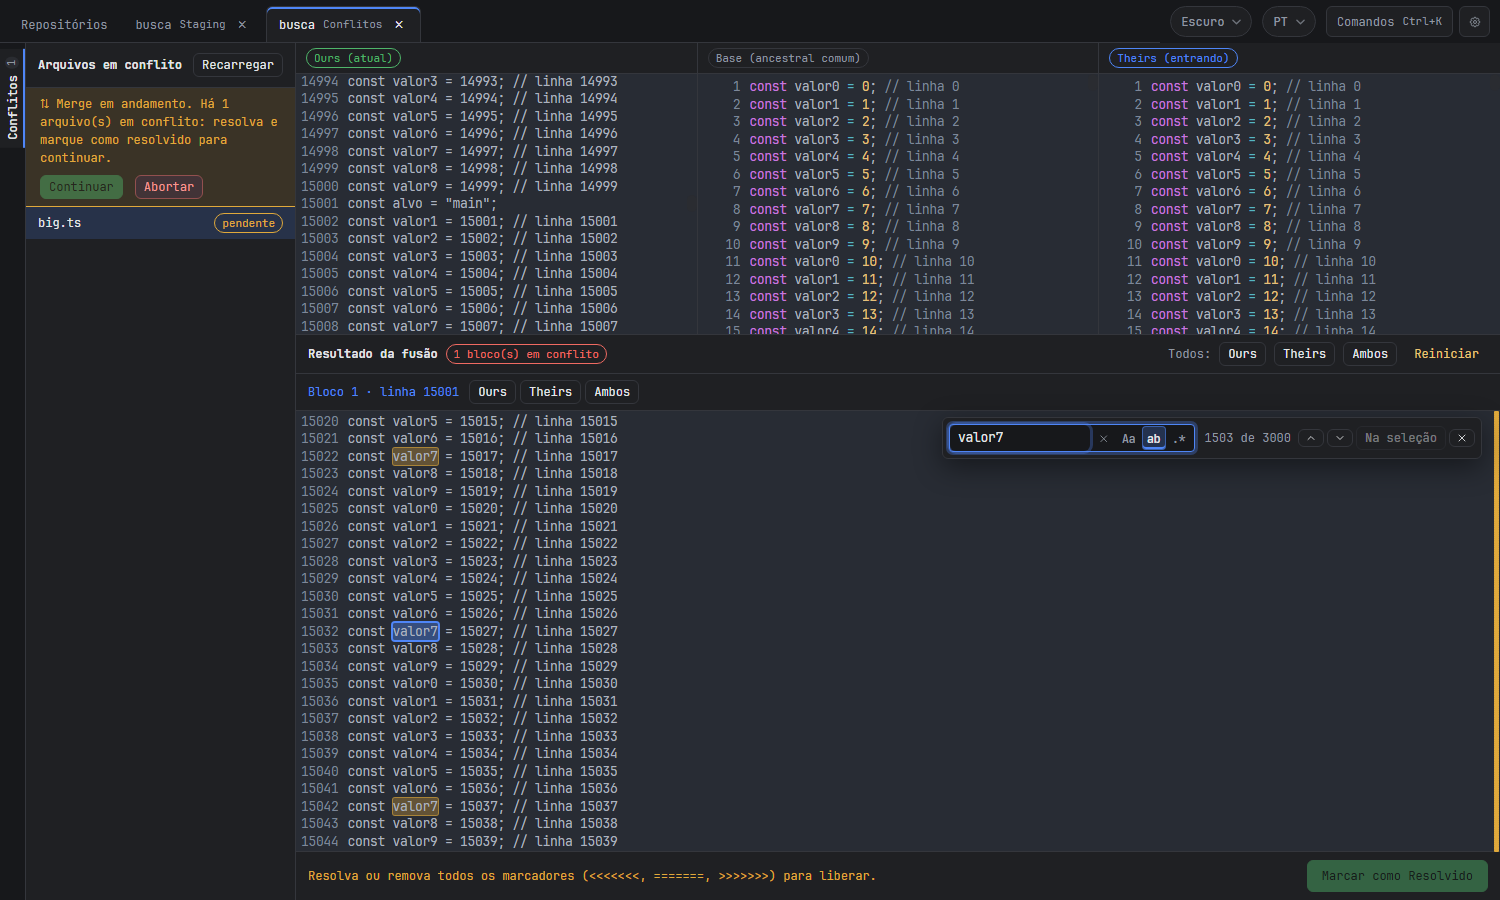 Repositórios
busca Staging ×
busca Conflitos ×
Escuro
PT
Comandos Ctrl+K
Conflitos 1
Arquivos em conflito
Recarregar
⇅ Merge em andamento. Há 1
arquivo(s) em conflito: resolva e
marque como resolvido para
continuar.
Continuar
Abortar
big.ts
pendente
Ours (atual)
14994 const valor3 = 14993; // linha 14993
14995 const valor4 = 14994; // linha 14994
14996 const valor5 = 14995; // linha 14995
14997 const valor6 = 14996; // linha 14996
14998 const valor7 = 14997; // linha 14997
14999 const valor8 = 14998; // linha 14998
15000 const valor9 = 14999; // linha 14999
15001 const alvo = "main";
15002 const valor1 = 15001; // linha 15001
15003 const valor2 = 15002; // linha 15002
15004 const valor3 = 15003; // linha 15003
15005 const valor4 = 15004; // linha 15004
15006 const valor5 = 15005; // linha 15005
15007 const valor6 = 15006; // linha 15006
15008 const valor7 = 15007; // linha 15007
Base (ancestral comum)
1 const valor0 = 0; // linha 0
2 const valor1 = 1; // linha 1
3 const valor2 = 2; // linha 2
4 const valor3 = 3; // linha 3
5 const valor4 = 4; // linha 4
6 const valor5 = 5; // linha 5
7 const valor6 = 6; // linha 6
8 const valor7 = 7; // linha 7
9 const valor8 = 8; // linha 8
10 const valor9 = 9; // linha 9
11 const valor0 = 10; // linha 10
12 const valor1 = 11; // linha 11
13 const valor2 = 12; // linha 12
14 const valor3 = 13; // linha 13
15 const valor4 = 14; // linha 14
Theirs (entrando)
1 const valor0 = 0; // linha 0
2 const valor1 = 1; // linha 1
3 const valor2 = 2; // linha 2
4 const valor3 = 3; // linha 3
5 const valor4 = 4; // linha 4
6 const valor5 = 5; // linha 5
7 const valor6 = 6; // linha 6
8 const valor7 = 7; // linha 7
9 const valor8 = 8; // linha 8
10 const valor9 = 9; // linha 9
11 const valor0 = 10; // linha 10
12 const valor1 = 11; // linha 11
13 const valor2 = 12; // linha 12
14 const valor3 = 13; // linha 13
15 const valor4 = 14; // linha 14
Resultado da fusão
1 bloco(s) em conflito
Todos: Ours Theirs Ambos Reiniciar
Bloco 1 · linha 15001 Ours Theirs Ambos
valor7 × Aa ab .* 1503 de 3000 Na seleção ×
15020 const valor5 = 15015; // linha 15015
15021 const valor6 = 15016; // linha 15016
15022 const valor7 = 15017; // linha 15017
15023 const valor8 = 15018; // linha 15018
15024 const valor9 = 15019; // linha 15019
15025 const valor0 = 15020; // linha 15020
15026 const valor1 = 15021; // linha 15021
15027 const valor2 = 15022; // linha 15022
15028 const valor3 = 15023; // linha 15023
15029 const valor4 = 15024; // linha 15024
15030 const valor5 = 15025; // linha 15025
15031 const valor6 = 15026; // linha 15026
15032 const valor7 = 15027; // linha 15027
15033 const valor8 = 15028; // linha 15028
15034 const valor9 = 15029; // linha 15029
15035 const valor0 = 15030; // linha 15030
15036 const valor1 = 15031; // linha 15031
15037 const valor2 = 15032; // linha 15032
15038 const valor3 = 15033; // linha 15033
15039 const valor4 = 15034; // linha 15034
15040 const valor5 = 15035; // linha 15035
15041 const valor6 = 15036; // linha 15036
15042 const valor7 = 15037; // linha 15037
15043 const valor8 = 15038; // linha 15038
15044 const valor9 = 15039; // linha 15039
Resolva ou remova todos os marcadores (<<<<<<<, =======, >>>>>>>) para liberar.
Marcar como Resolvido